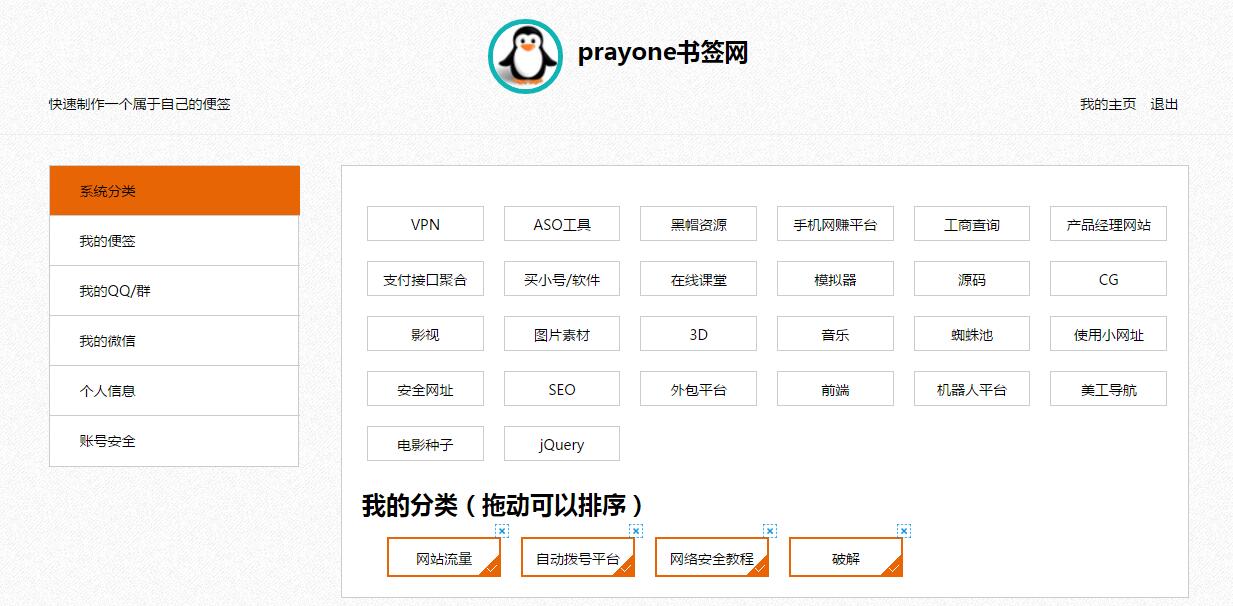 prayone书签网
快速制作一个属于自己的便签
我的主页 退出
系统分类
我的便签
我的QQ/群
我的微信
个人信息
账号安全
VPN ASO工具 黑帽资源 手机网赚平台 工商查询 产品经理网站
支付接口聚合 买小号/软件 在线课堂 模拟器 源码 CG
影视 图片素材 3D 音乐 蜘蛛池 使用小网址
安全网址 SEO 外包平台 前端 机器人平台 美工导航
电影种子 jQuery
我的分类（拖动可以排序）
网站流量 自动拨号平台 网络安全教程 破解